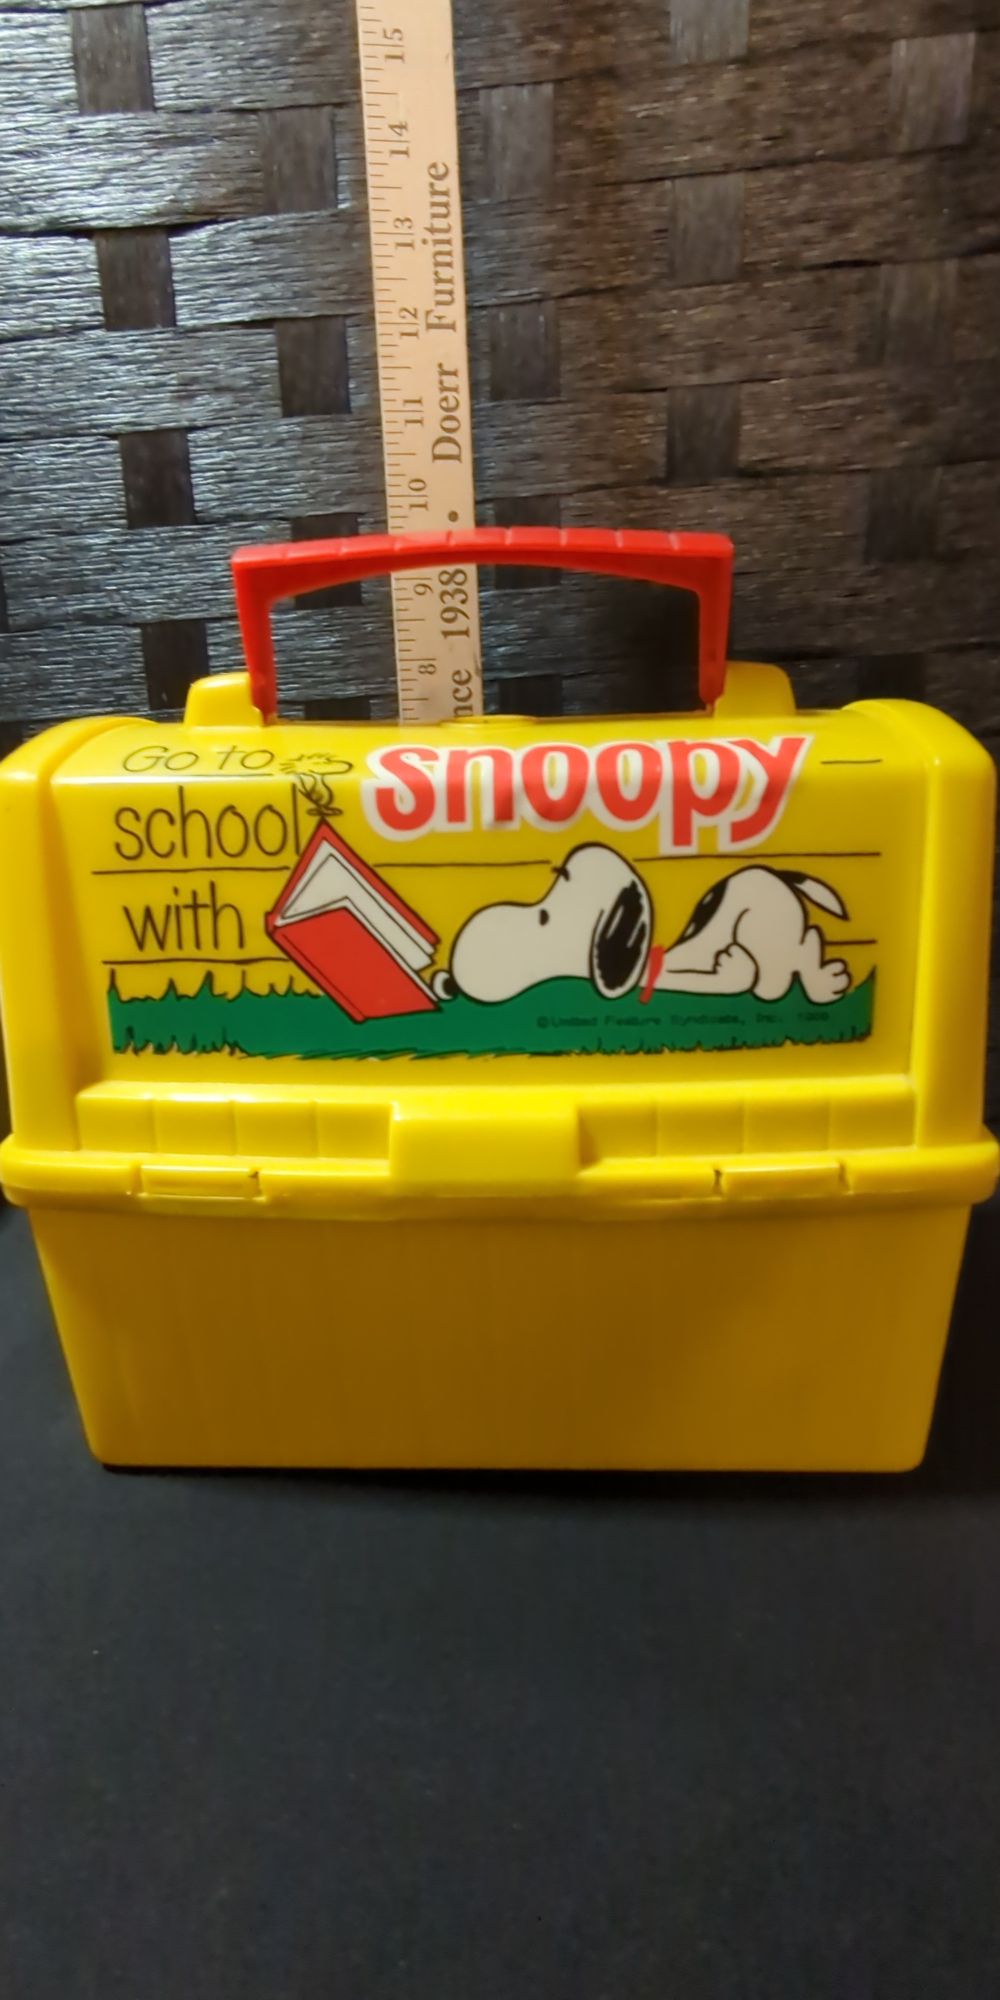 15
14
13
12
11
10
9
8
Doerr Furniture
nce 1938
Go to
snoopy
school
with
©United Feature Syndicate, Inc.